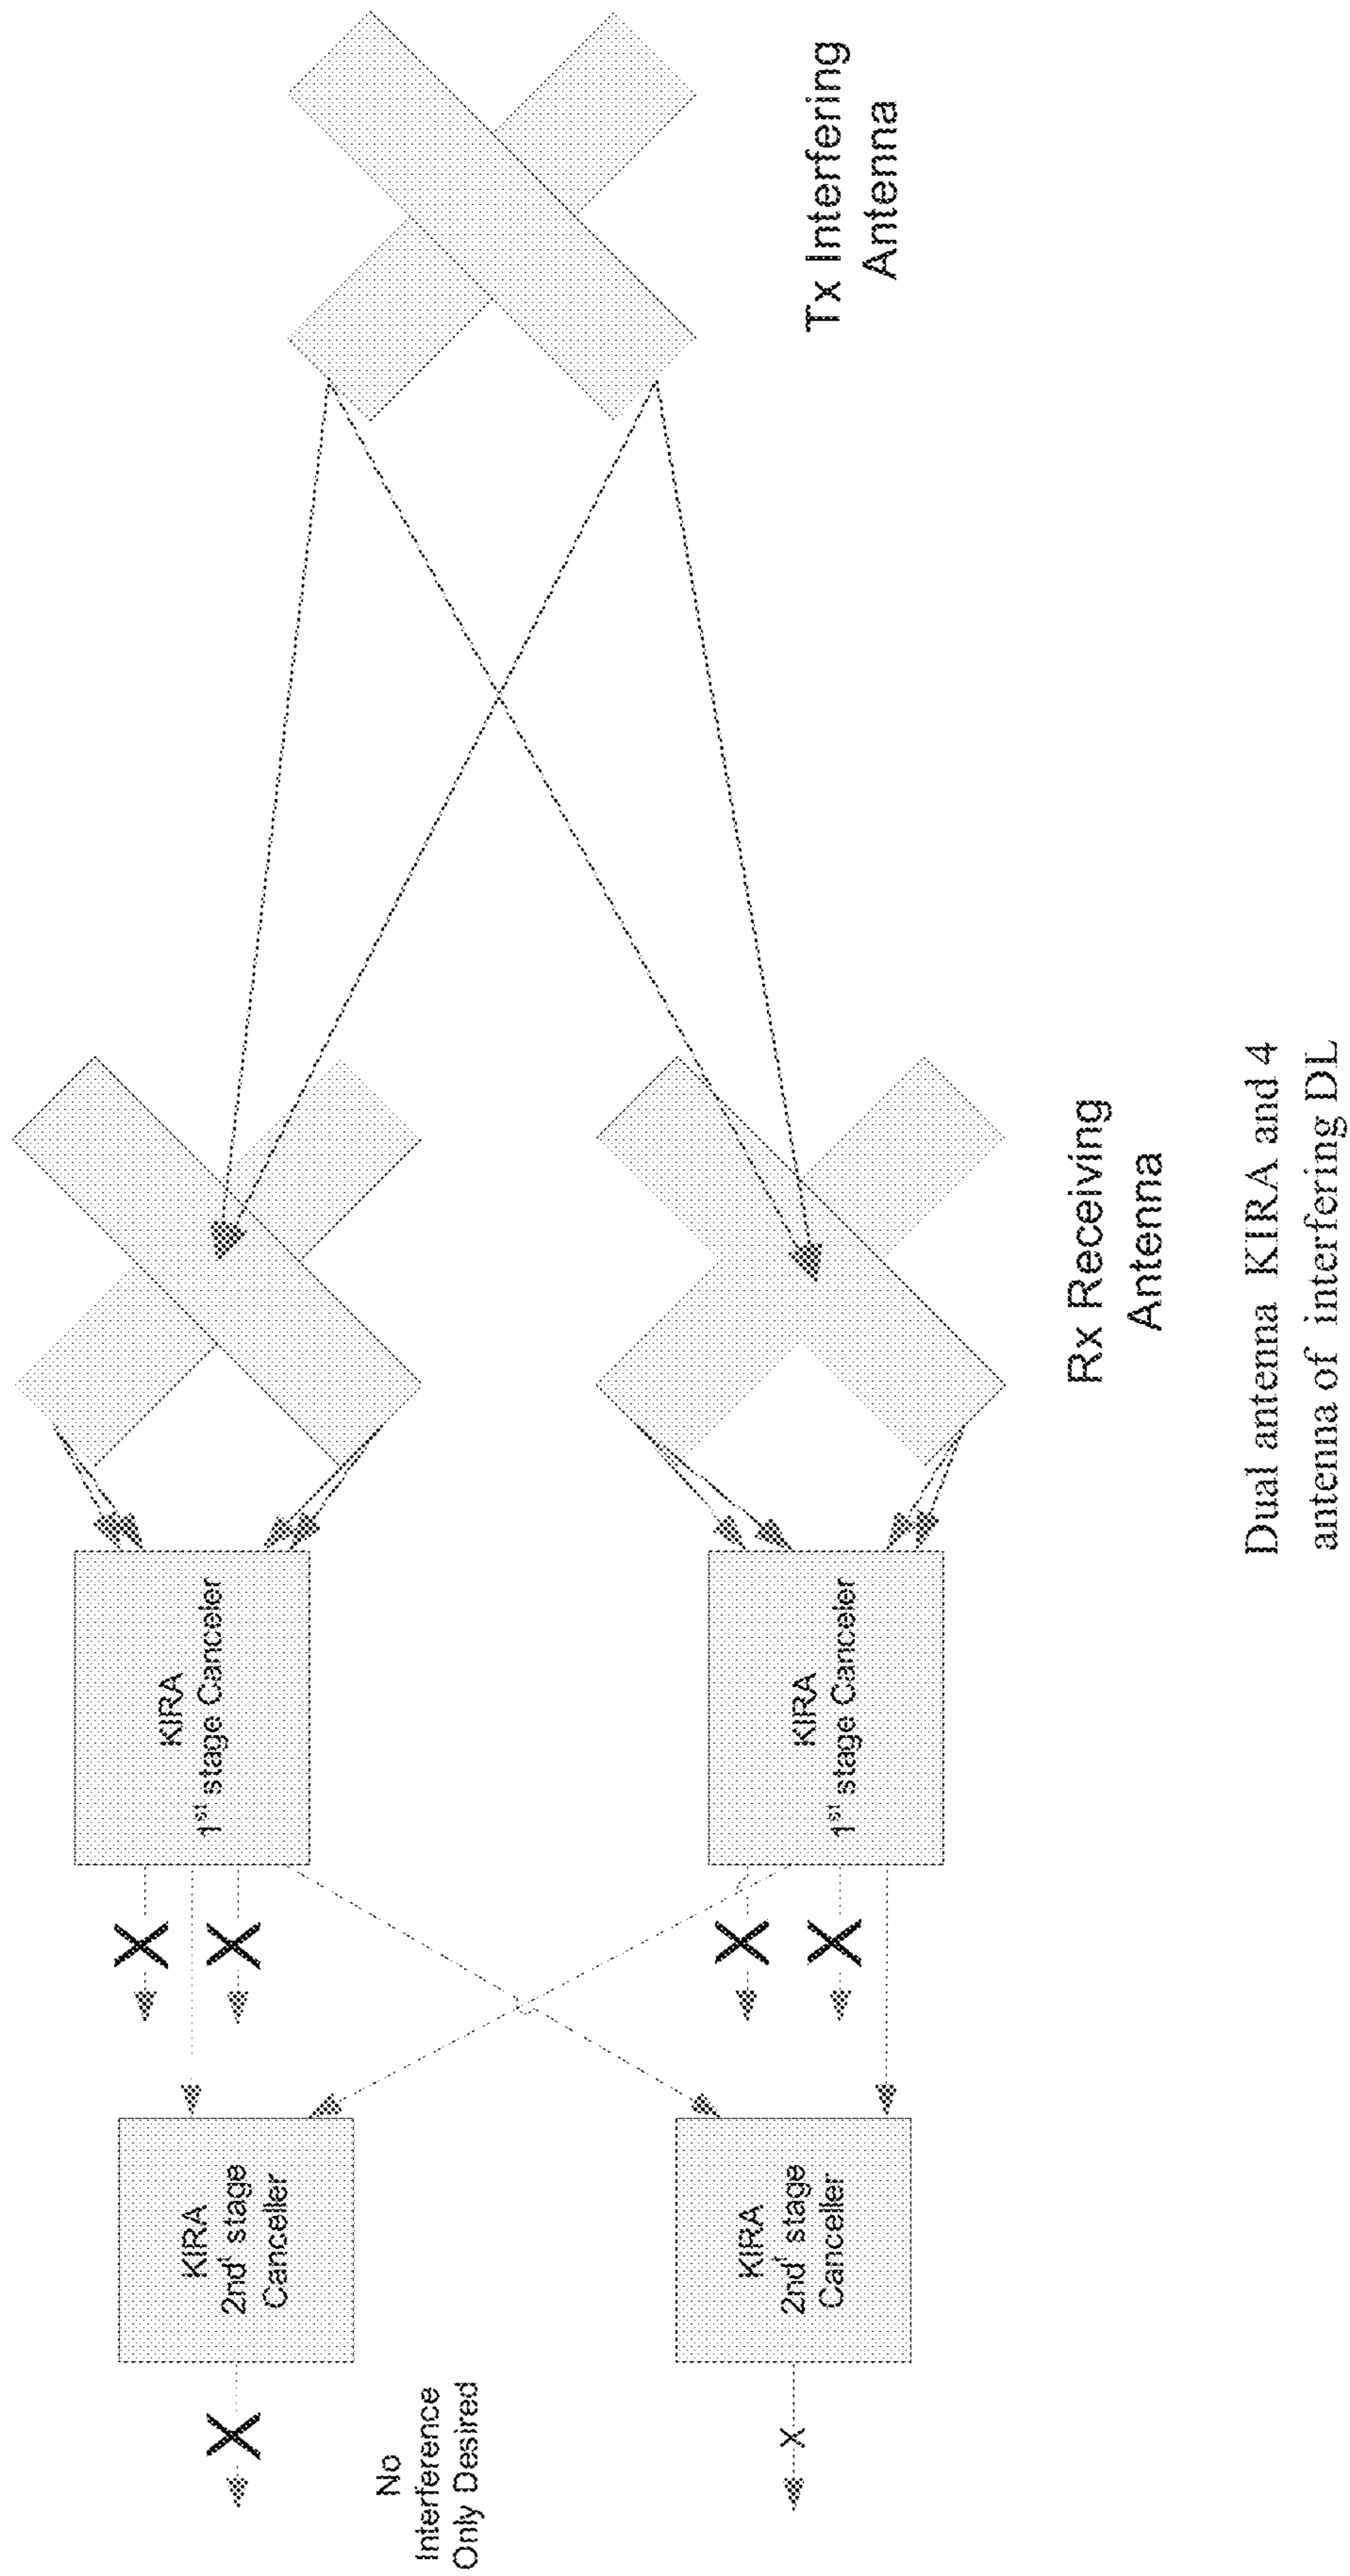 KIRA
2nd' stage
Canceller
KIRA
1st stage Canceler
No
Interference
Only Desired
KIRA
2nd' stage
Canceller
KIRA
1st stage Canceler
Tx Interfering
Antenna
Rx Receiving
Antenna
Dual antenna KIRA and 4
antenna of interfering DL